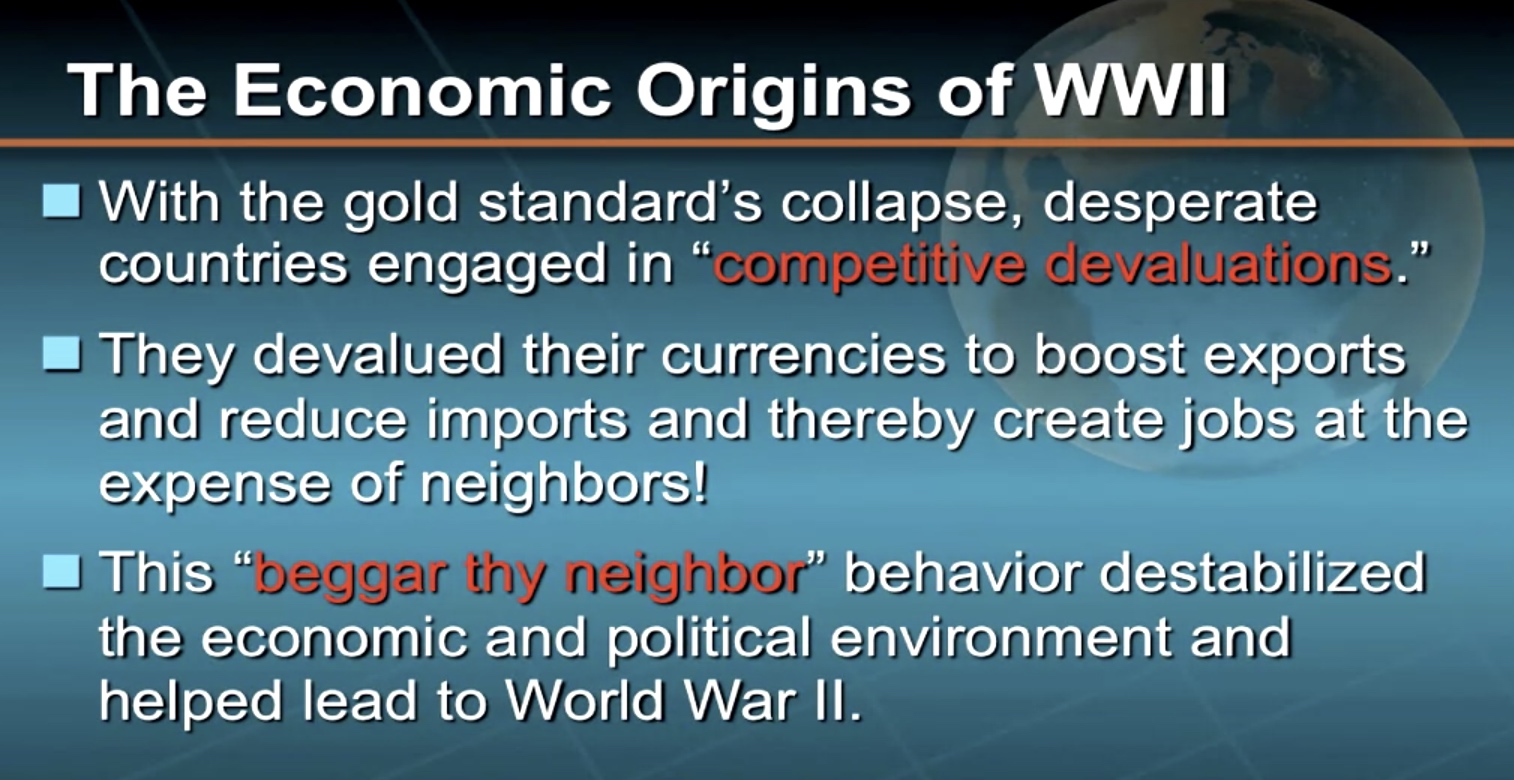 The Economic Origins of WWII
With the gold standard’s collapse, desperate
countries engaged in “competitive devaluations.”
They devalued their currencies to boost exports
and reduce imports and thereby create jobs at the
expense of neighbors!
This “beggar thy neighbor” behavior destabilized
the economic and political environment and
helped lead to World War II.